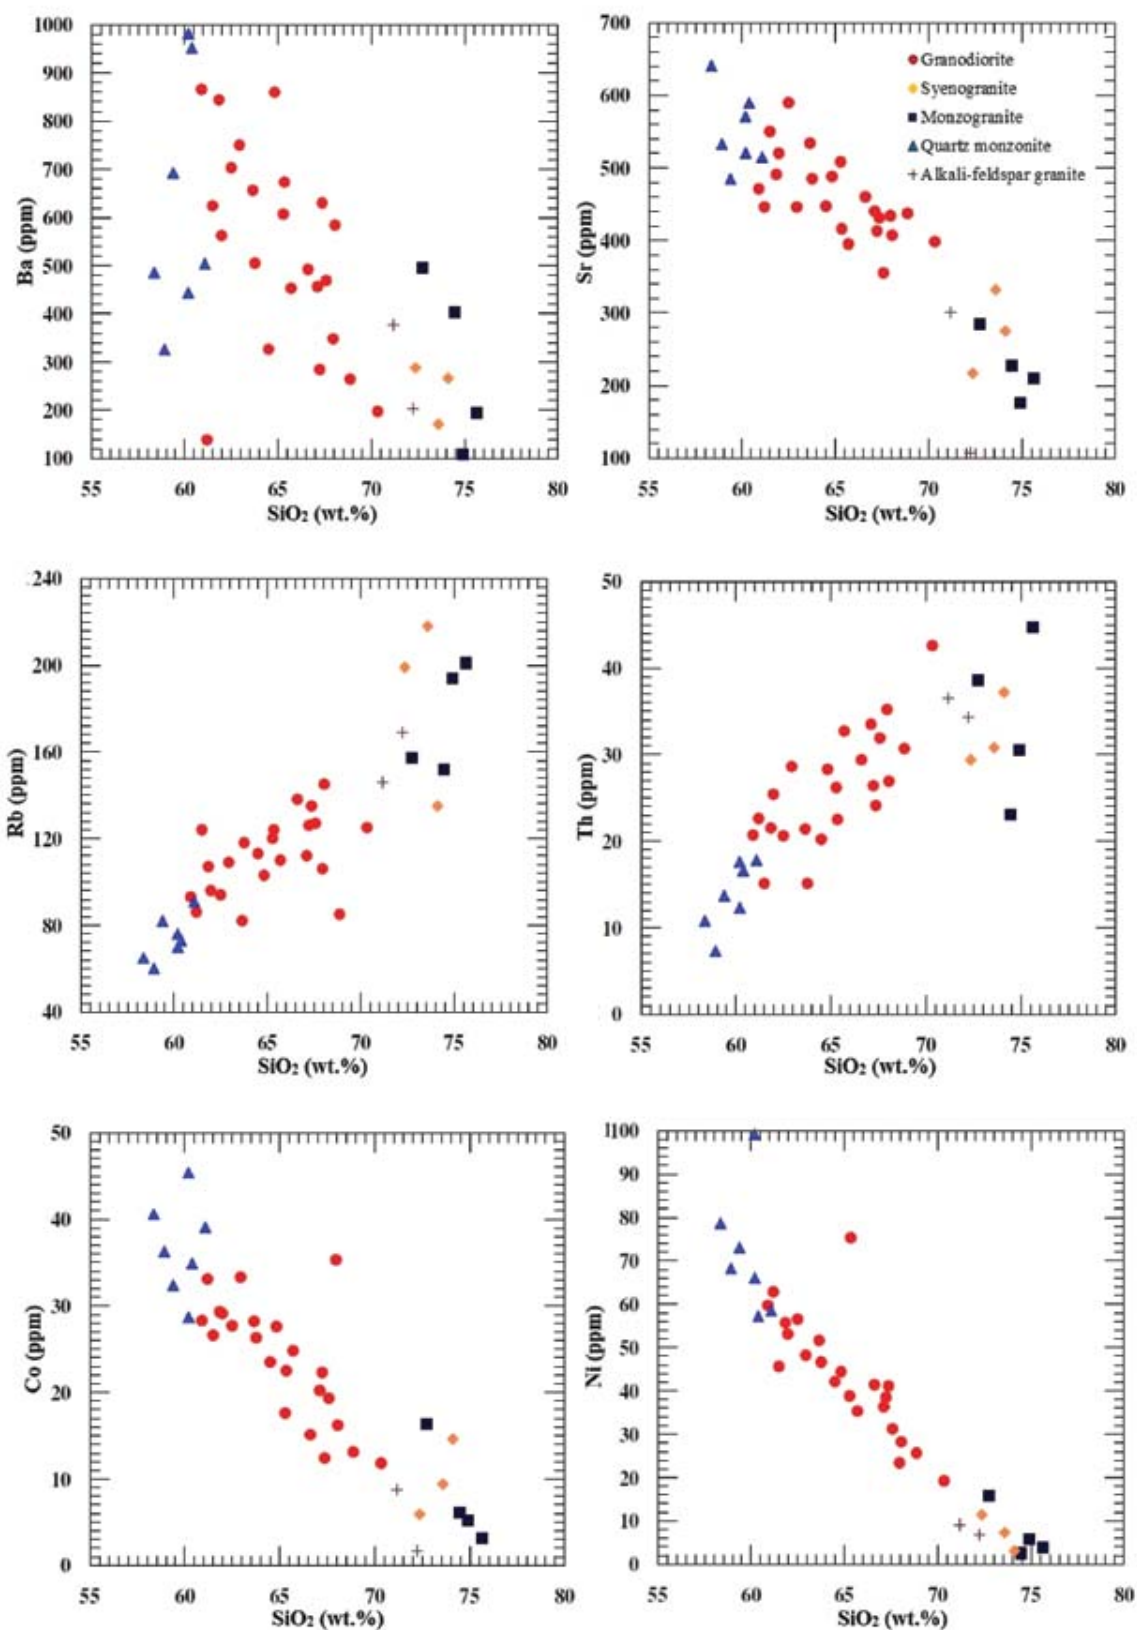 1000
900
800
700
600
500
400
300
200
100
Ba (ppm)
55 60 65 70 75 80
SiO₂ (wt.%)
700
600
500
400
300
200
100
Sr (ppm)
Granodiorite
Syenogranite
Monzogranite
Quartz monzonite
Alkali-feldspar granite
55 60 65 70 75 80
SiO₂ (wt.%)
240
200
160
120
80
40
Rb (ppm)
55 60 65 70 75 80
SiO₂ (wt.%)
50
40
30
20
10
0
Th (ppm)
55 60 65 70 75 80
SiO₂ (wt.%)
50
40
30
20
10
0
Co (ppm)
55 60 65 70 75 80
SiO₂ (wt.%)
1100
90
80
70
60
50
40
30
20
10
0
Ni (ppm)
55 60 65 70 75 80
SiO₂ (wt.%)